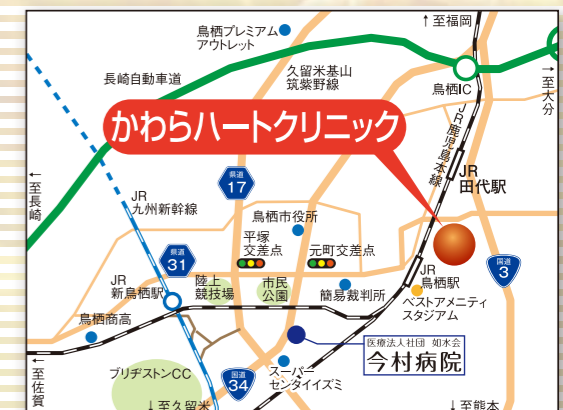 鳥栖プレミアム
アウトレット
↑至福岡
長崎自動車道
久留米基山
筑紫野線
鳥栖IC
→至大分
かわらハートクリニック
JR鹿児島本線
JR
田代駅
県道
17
←至長崎
JR
九州新幹線
鳥栖市役所
平塚
交差点
元町交差点
県道
31
国道
3
JR
新鳥栖駅
陸上
競技場
市民
公園
簡易裁判所
JR
鳥栖駅
ベストアメニティ
スタジアム
鳥栖商高
医療法人社団 如水会
今村病院
←至佐賀
ブリヂストンCC
国道
34
スーパー
センタイイズミ
↓至久留米
↓至熊本